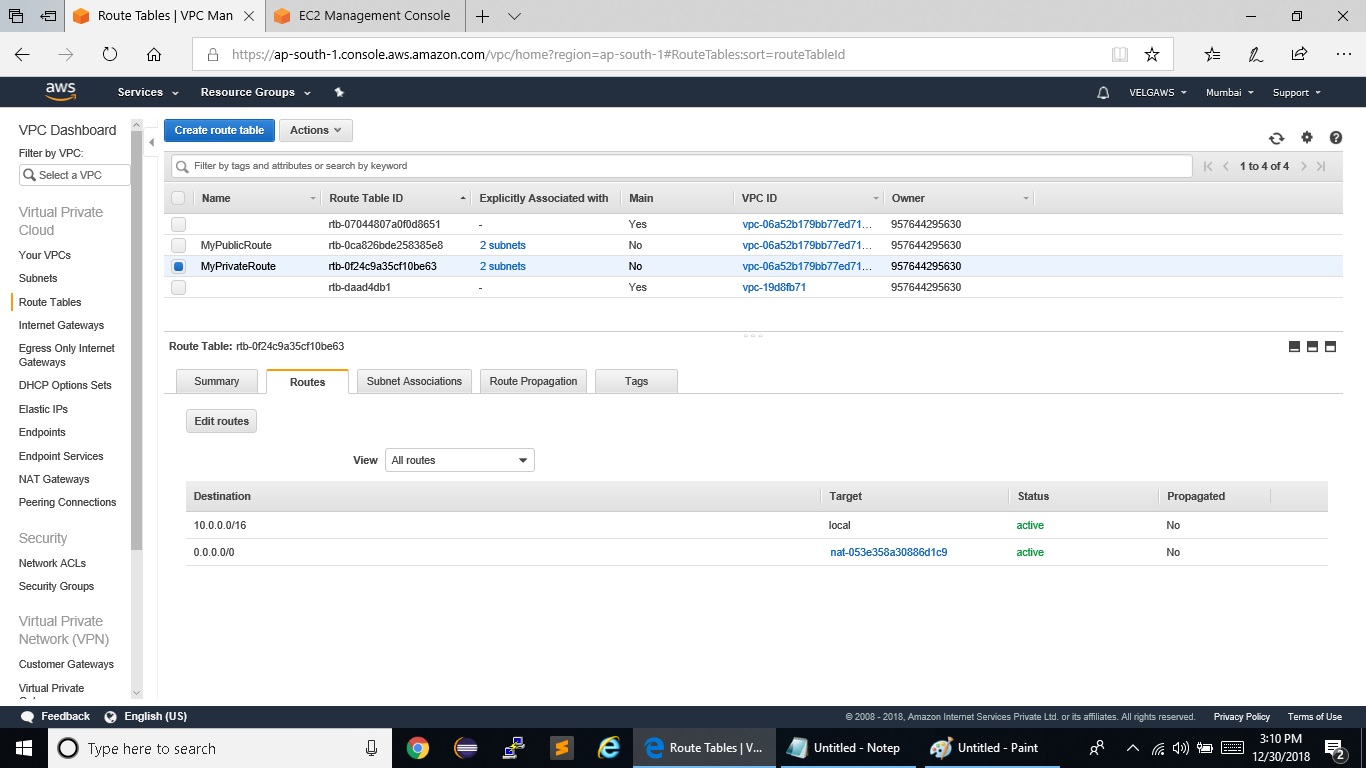 Route Tables | VPC Man
EC2 Management Console
https://ap-south-1.console.aws.amazon.com/vpc/home?region=ap-south-1#RouteTables:sort=routeTableId
aws Services Resource Groups VELGAWS Mumbai Support
VPC Dashboard
Filter by VPC:
Select a VPC
Virtual Private
Cloud
Your VPCs
Subnets
Route Tables
Internet Gateways
Egress Only Internet
Gateways
DHCP Options Sets
Elastic IPs
Endpoints
Endpoint Services
NAT Gateways
Peering Connections
Security
Network ACLs
Security Groups
Virtual Private
Network (VPN)
Customer Gateways
Virtual Private
Create route table Actions
Filter by tags and attributes or search by keyword
1 to 4 of 4
Name Route Table ID Explicitly Associated with Main VPC ID Owner
rtb-07044807a0f0d8651 - Yes vpc-06a52b179bb77ed71... 957644295630
MyPublicRoute rtb-0ca826bde258385e8 2 subnets No vpc-06a52b179bb77ed71... 957644295630
MyPrivateRoute rtb-0f24c9a35cf10be63 2 subnets No vpc-06a52b179bb77ed71... 957644295630
rtb-daad4db1 - Yes vpc-19d8fb71 957644295630
Route Table: rtb-0f24c9a35cf10be63
Summary Routes Subnet Associations Route Propagation Tags
Edit routes
View All routes
Destination Target Status Propagated
10.0.0.0/16 local active No
0.0.0.0/0 nat-053e358a30886d1c9 active No
Feedback English (US) © 2008 - 2018, Amazon Internet Services Private Ltd. or its affiliates. All rights reserved. Privacy Policy Terms of Use
Type here to search
Route Tables | V...
Untitled - Notep
Untitled - Paint
3:10 PM
12/30/2018
2